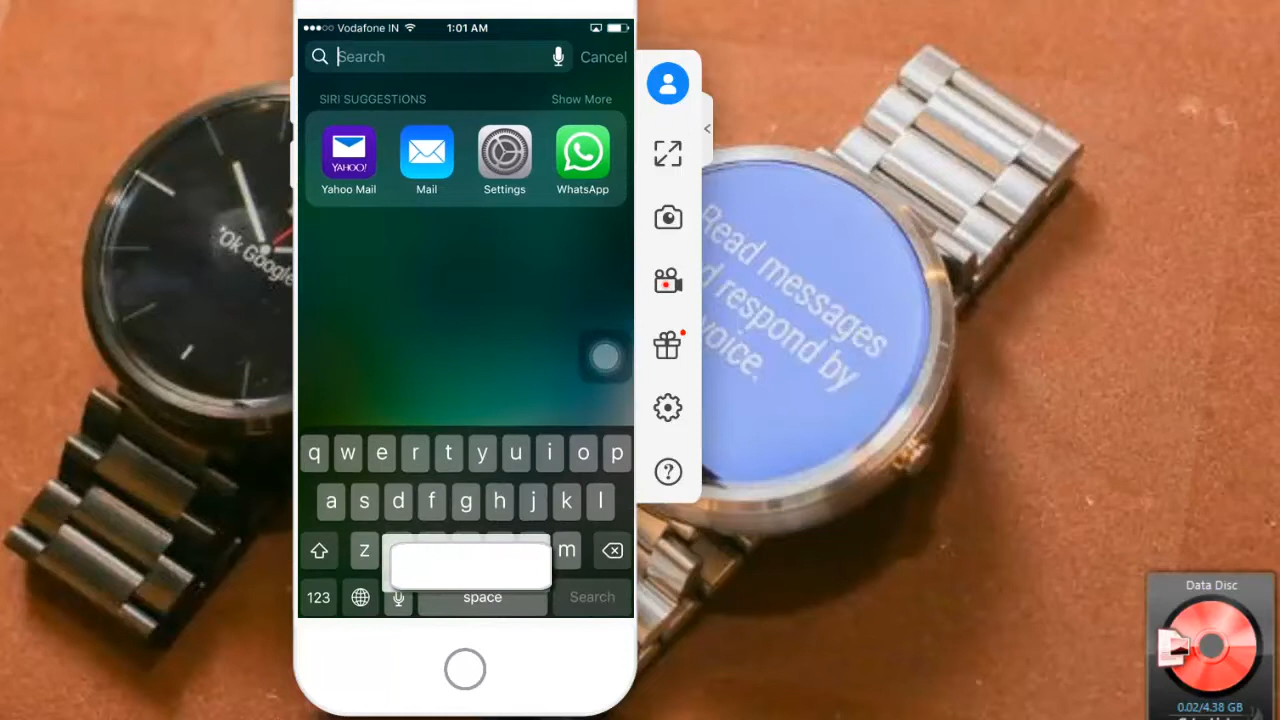 Vodafone IN
1:01 AM
Search
Cancel
SIRI SUGGESTIONS
Show More
YAHOO!
Yahoo Mail
Mail
Settings
WhatsApp
"Ok Google
Read messages
d respond by
voice.
q w e r t y u i o p
a s d f g h j k l
z
m
123
space
Search
Data Disc
0.02/4.38 GB